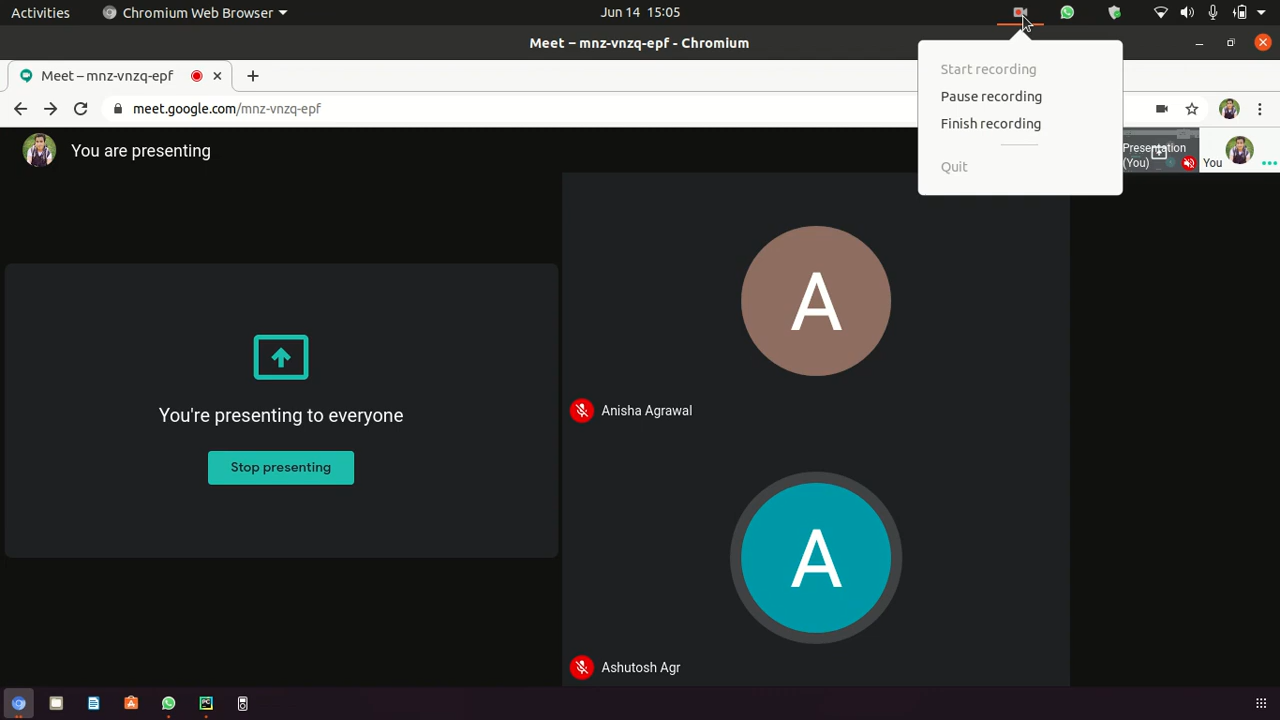 Activities
Chromium Web Browser
Jun 14 15:05
Meet – mnz-vnzq-epf - Chromium
Meet – mnz-vnzq-epf
meet.google.com/mnz-vnzq-epf
Start recording
Pause recording
Finish recording
Quit
You are presenting
Presentation
(You)
You
You're presenting to everyone
Stop presenting
A
Anisha Agrawal
A
Ashutosh Agr